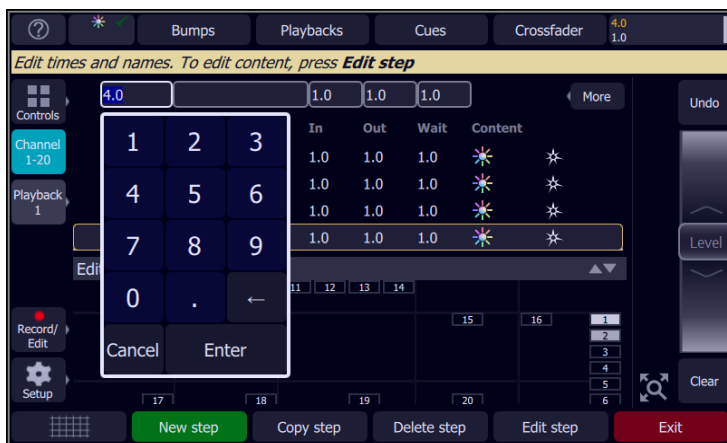 ? Bumps Playbacks Cues Crossfader 4.0
1.0
Edit times and names. To edit content, press Edit step
Controls
4.0 1.0 1.0 1.0 More
Undo
In Out Wait Content
Channel
1-20
1 2 3
1.0 1.0 1.0
Playback
1
4 5 6
1.0 1.0 1.0
1.0 1.0 1.0
7 8 9
1.0 1.0 1.0
Level
Edi
0 . ←
11 12 13 14
15 16 1
2
3
4
5
6
Record/
Edit
Cancel Enter
Setup
Clear
17 18 19 20
New step Copy step Delete step Edit step Exit